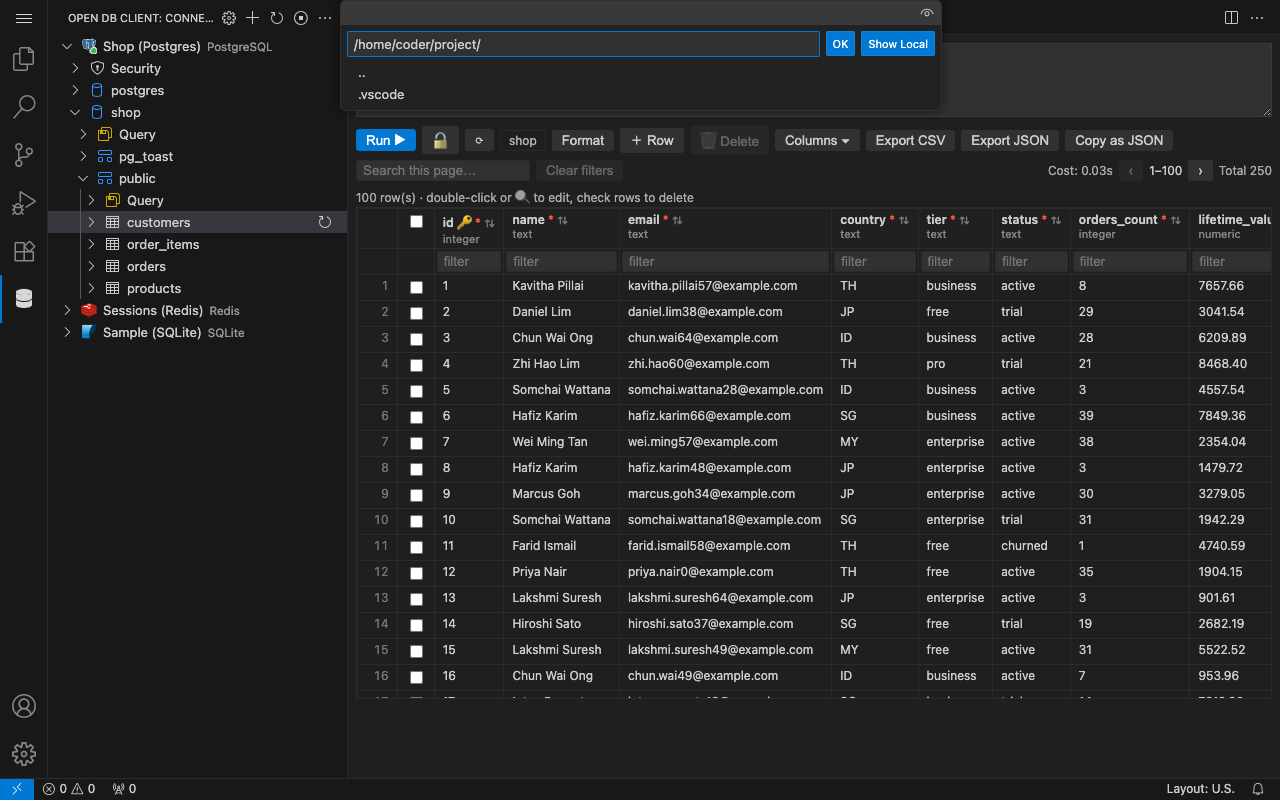 OPEN DB CLIENT: CONNE...
Shop (Postgres) PostgreSQL
Security
postgres
shop
Query
pg_toast
public
Query
customers
order_items
orders
products
Sessions (Redis) Redis
Sample (SQLite) SQLite
/home/coder/project/ OK Show Local
..
.vscode
Run shop Format + Row Delete Columns Export CSV Export JSON Copy as JSON
Search this page… Clear filters Cost: 0.03s ‹ 1–100 › Total 250
100 row(s) · double-click or 🔍 to edit, check rows to delete
id * name * email * country * tier * status * orders_count * lifetime_valu
integer text text text text text integer numeric
filter filter filter filter filter filter filter filter
1 1 Kavitha Pillai kavitha.pillai57@example.com TH business active 8 7657.66
2 2 Daniel Lim daniel.lim38@example.com JP free trial 29 3041.54
3 3 Chun Wai Ong chun.wai64@example.com ID business active 28 6209.89
4 4 Zhi Hao Lim zhi.hao60@example.com TH pro trial 21 8468.40
5 5 Somchai Wattana somchai.wattana28@example.com ID business active 3 4557.54
6 6 Hafiz Karim hafiz.karim66@example.com SG business active 39 7849.36
7 7 Wei Ming Tan wei.ming57@example.com MY enterprise active 38 2354.04
8 8 Hafiz Karim hafiz.karim48@example.com JP enterprise active 3 1479.72
9 9 Marcus Goh marcus.goh34@example.com JP enterprise active 30 3279.05
10 10 Somchai Wattana somchai.wattana18@example.com SG enterprise trial 31 1942.29
11 11 Farid Ismail farid.ismail58@example.com TH free churned 1 4740.59
12 12 Priya Nair priya.nair0@example.com TH free active 35 1904.15
13 13 Lakshmi Suresh lakshmi.suresh64@example.com JP enterprise active 3 901.61
14 14 Hiroshi Sato hiroshi.sato37@example.com SG free trial 19 2682.19
15 15 Lakshmi Suresh lakshmi.suresh49@example.com MY free active 31 5522.52
16 16 Chun Wai Ong chun.wai49@example.com ID business active 7 953.96
0 0 0 Layout: U.S.